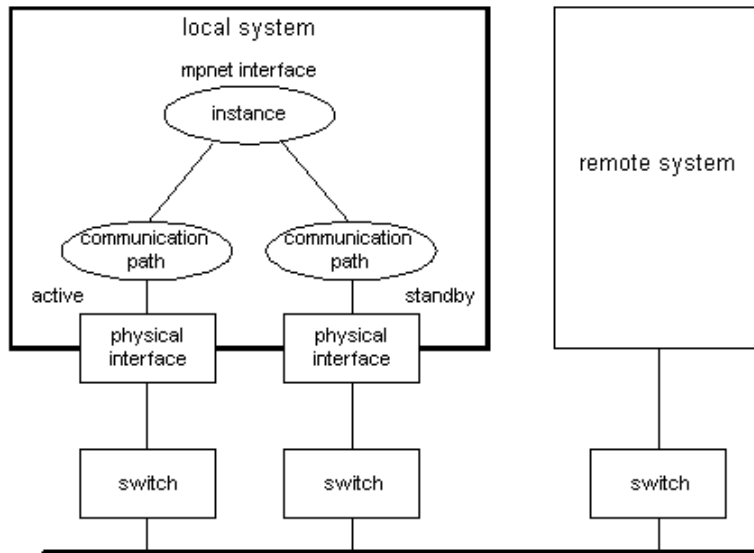 local system
mpnet interface
instance
remote system
communication
path
communication
path
active
standby
physical
interface
physical
interface
switch
switch
switch